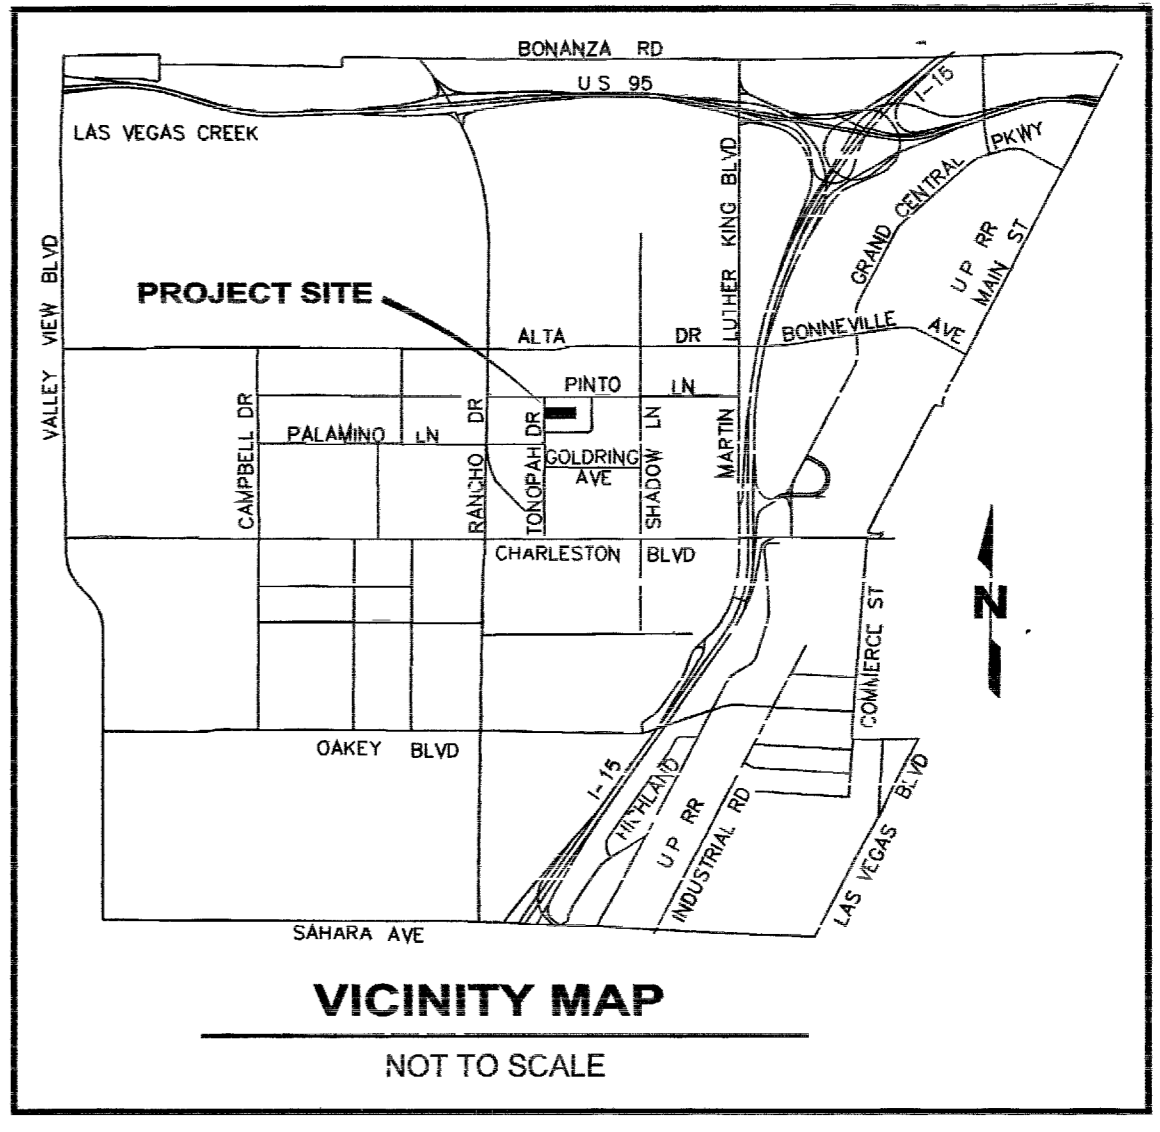 BONANZA RD
US 95
I-15
LAS VEGAS CREEK
PKWY
GRAND CENTRAL
UP RR
MAIN ST
VALLEY VIEW BLVD
MARTIN LUTHER KING BLVD
PROJECT SITE
ALTA DR
BONNEVILLE AVE
PINTO LN
CAMPBELL DR
PALAMINO LN
RANCHO DR
TONOPAH DR
GOLDRING
AVE
SHADOW LN
CHARLESTON BLVD
N
COMMERCE ST
OAKEY BLVD
I-15
HIGHLAND
UP RR
INDUSTRIAL RD
LAS VEGAS BLVD
SAHARA AVE
VICINITY MAP
NOT TO SCALE